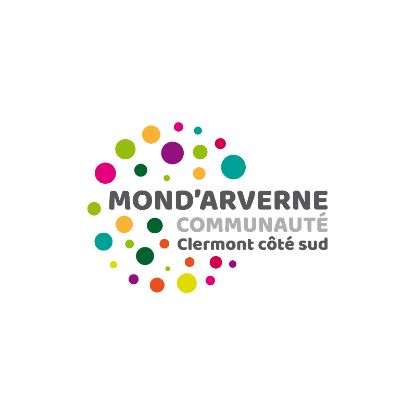 MOND'ARVERNE
COMMUNAUTÉ
Clermont côté sud